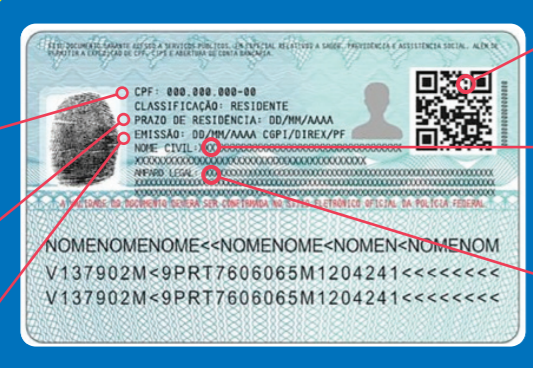 ESTE DOCUMENTO GARANTE ACESSO A SERVIÇOS PÚBLICOS, EM ESPECIAL RELATIVOS A SAÚDE, PREVIDÊNCIA E ASSISTÊNCIA SOCIAL, ALÉM DE
PERMITIR A EXPEDIÇÃO DE CPF, CTPS E ABERTURA DE CONTA BANCÁRIA.
CPF: 000.000.000-00
CLASSIFICAÇÃO: RESIDENTE
PRAZO DE RESIDÊNCIA: DD/MM/AAAA
EMISSÃO: DD/MM/AAAA CGPI/DIREX/PF
NOME CIVIL:
AMPARO LEGAL:
A VALIDADE DO DOCUMENTO DEVERÁ SER CONFIRMADA NO SÍTIO ELETRÔNICO OFICIAL DA POLÍCIA FEDERAL
NOMENOMENOME<<NOMENOME<NOMEN<NOMENOM
V137902M<9PRT7606065M1204241<<<<<<<<
V137902M<9PRT7606065M1204241<<<<<<<<